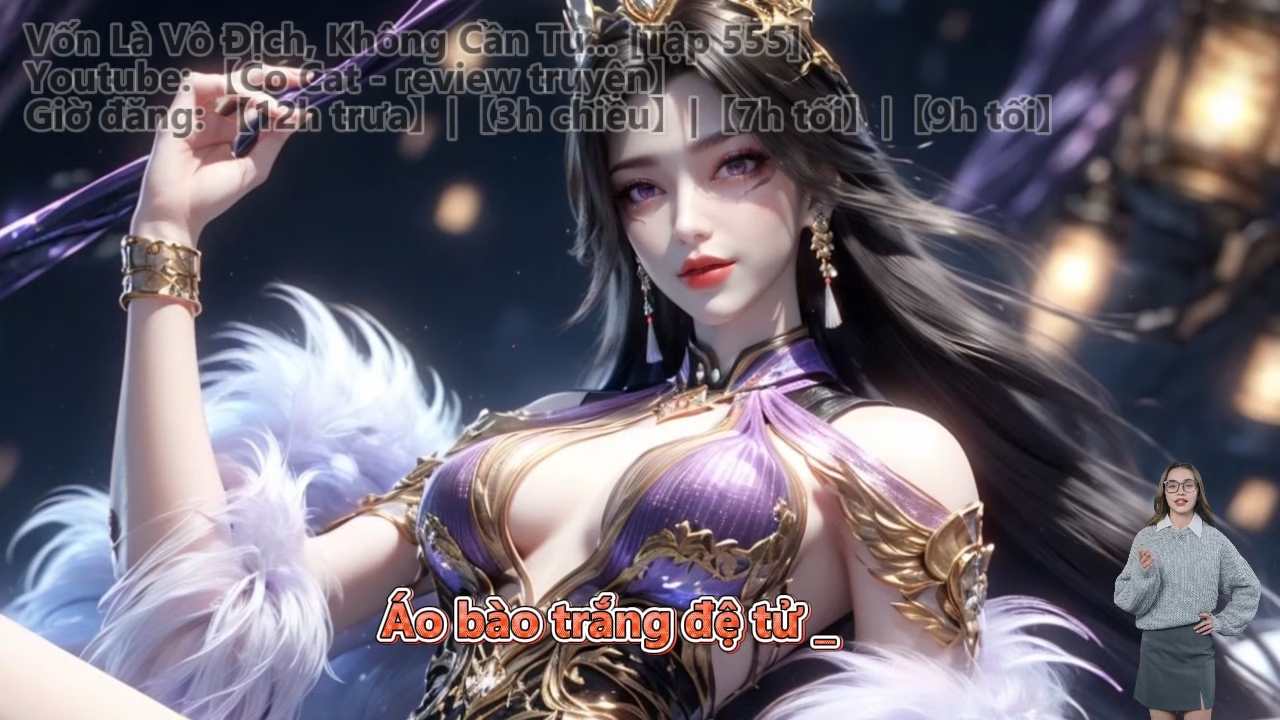 Vốn Là Vô Địch, Không Cần Tu... [Tập 555]
Youtube: 【Cọ Cat - review truyện】
Giờ đăng: 【12h trưa】 | 【3h chiều】 | 【7h tối】 | 【9h tối】
Áo bào trắng đệ tử _